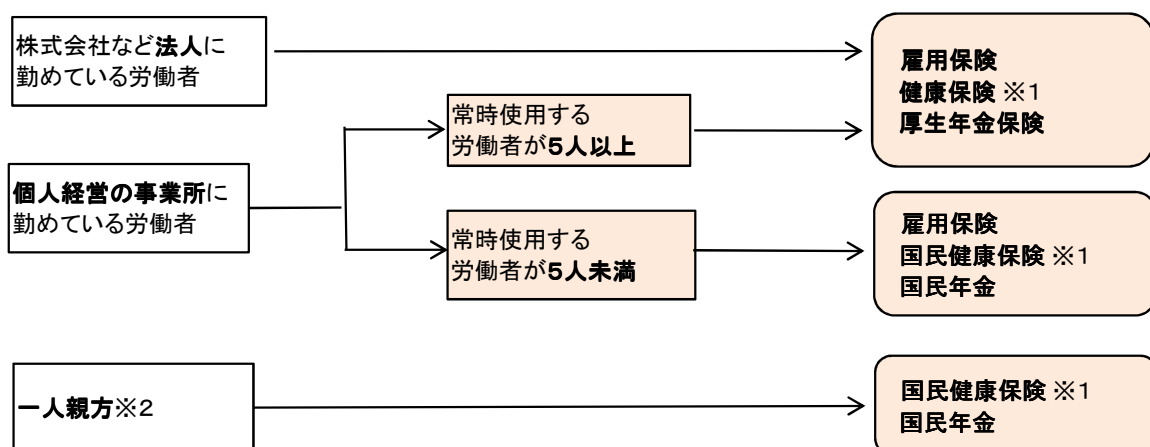 株式会社など法人に
勤めている労働者
雇用保険
健康保険 ※1
厚生年金保険
常時使用する
労働者が5人以上
個人経営の事業所に
勤めている労働者
常時使用する
労働者が5人未満
雇用保険
国民健康保険 ※1
国民年金
一人親方※2
国民健康保険 ※1
国民年金